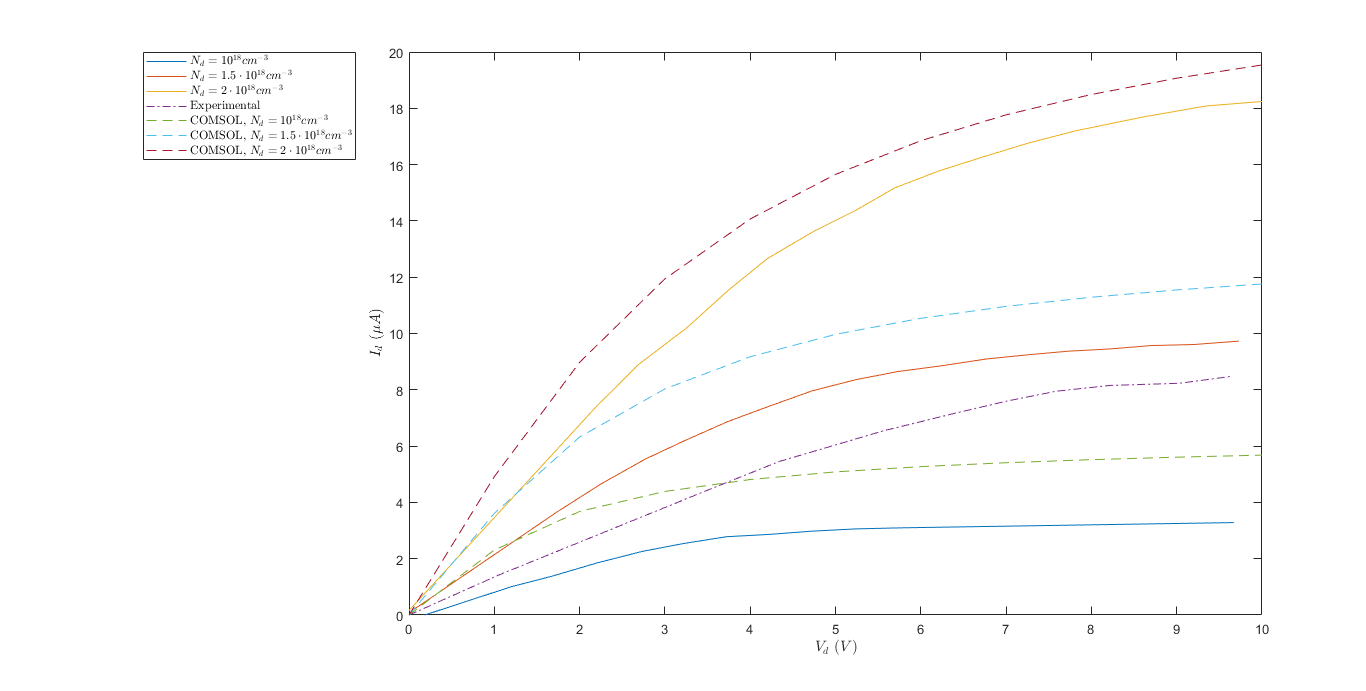 N_d = 10^18 cm^-3
N_d = 1.5 · 10^18 cm^-3
N_d = 2 · 10^18 cm^-3
Experimental
COMSOL, N_d = 10^18 cm^-3
COMSOL, N_d = 1.5 · 10^18 cm^-3
COMSOL, N_d = 2 · 10^18 cm^-3
20
18
16
14
12
10
8
6
4
2
0
I_d (μA)
0 1 2 3 4 5 6 7 8 9 10
V_d (V)